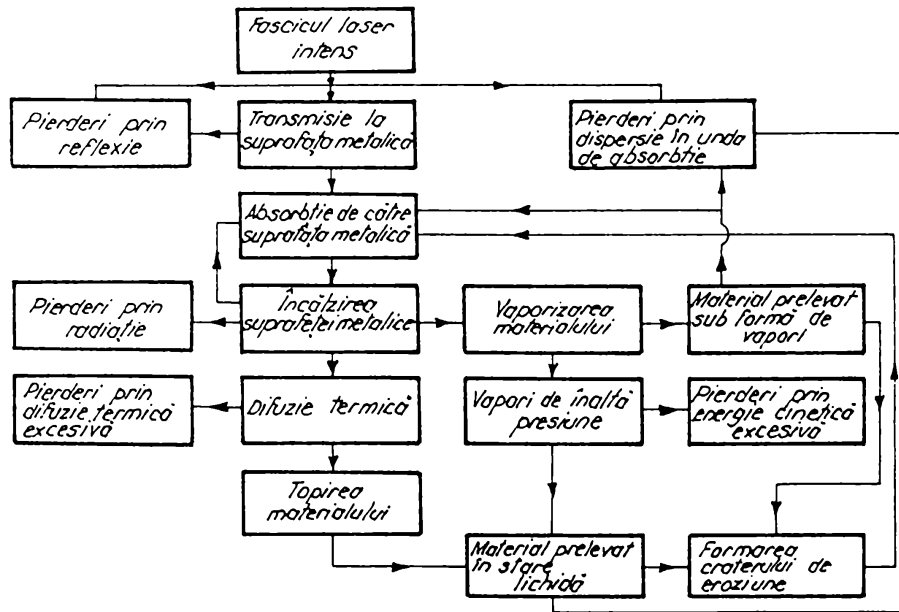 Fascicul laser
intens
Pierderi prin
reflexie
Transmisie la
suprafața metalică
Pierderi prin
dispersie în unda
de absorbtie
Absorbtie de către
suprafața metalică
Pierderi prin
radiație
Încălzirea
suprafeței metalice
Vaporizarea
materialului
Material prelevat
sub formă de
vapori
Pierderi prin
difuzie termică
excesivă
Difuzie termică
Vapori de înaltă
presiune
Pierderi prin
energie cinetică
excesivă
Topirea
materialului
Material prelevat
în stare
lichidă
Formarea
craterului de
eroziune